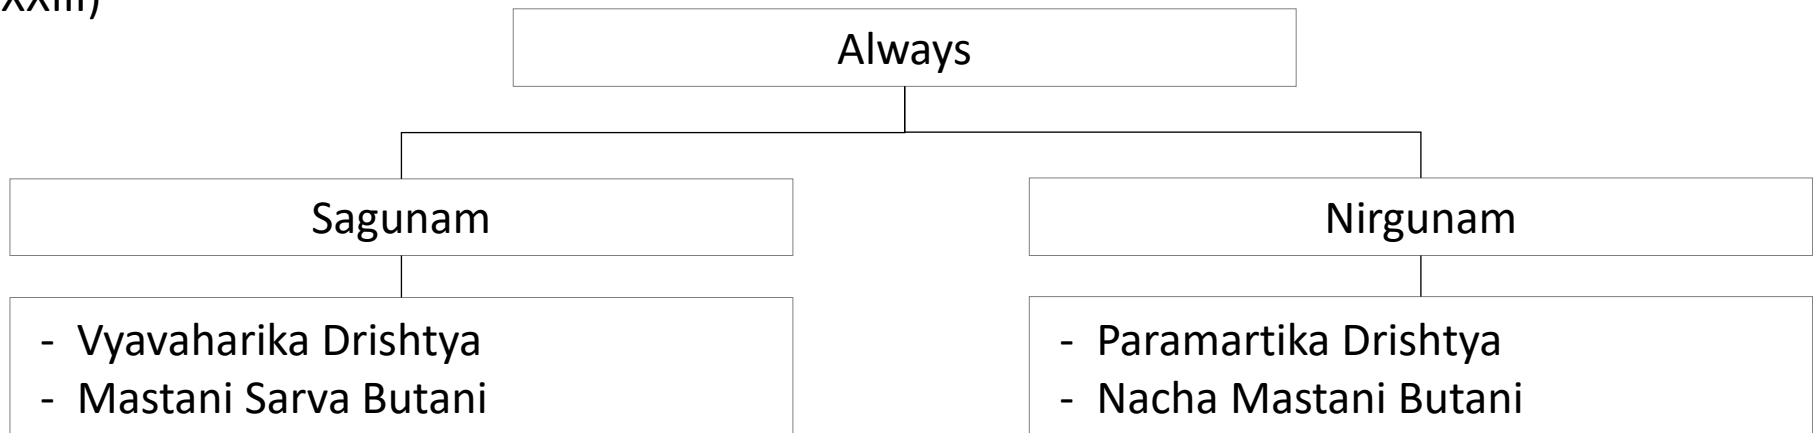 XXIII)
Always
Sagunam
Nirgunam
- Vyavaharika Drishtya
- Mastani Sarva Butani
- Paramartika Drishtya
- Nacha Mastani Butani